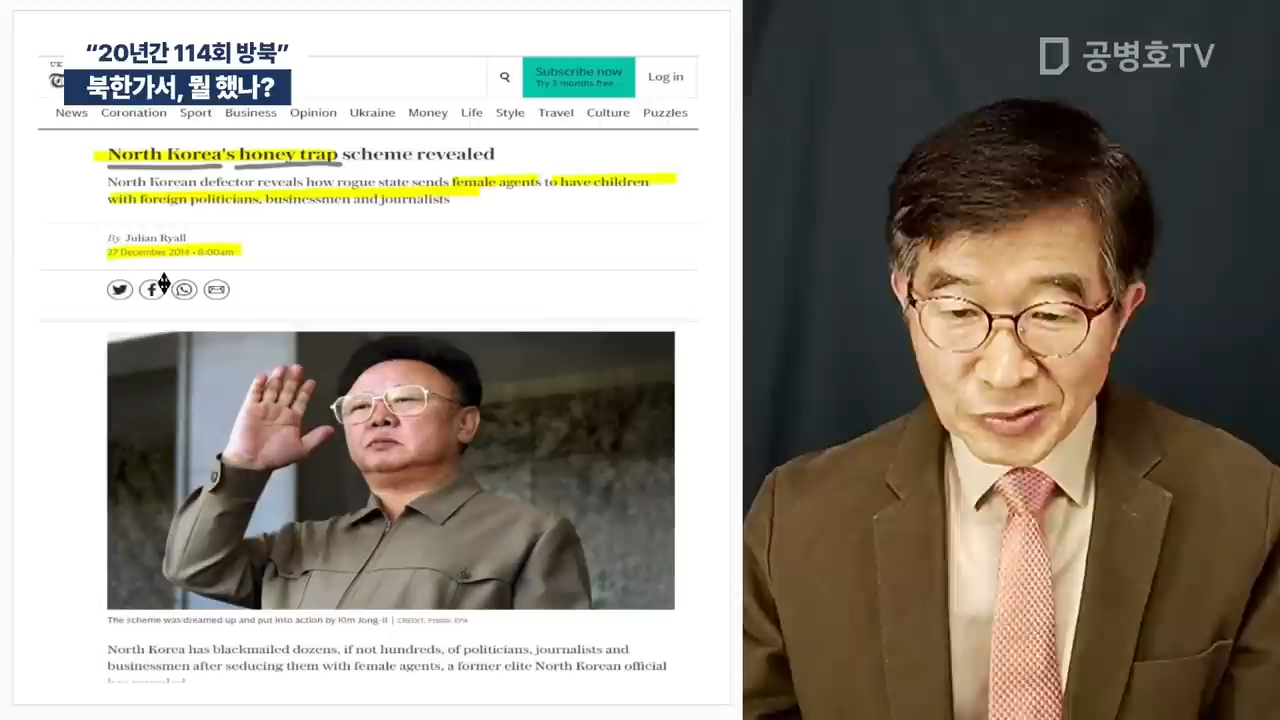 “20년간 114회 방북”
북한가서, 뭘 했나?
공병호TV
Subscribe now
Try 3 months free
Log in
News Coronation Sport Business Opinion Ukraine Money Life Style Travel Culture Puzzles
North Korea's honey trap scheme revealed
North Korean defector reveals how rogue state sends female agents to have children
with foreign politicians, businessmen and journalists
By Julian Ryall
27 December 2014 • 8:00am
The scheme was dreamed up and put into action by Kim Jong-il | CREDIT: Photo: EPA
North Korea has blackmailed dozens, if not hundreds, of politicians, journalists and
businessmen after seducing them with female agents, a former elite North Korean official